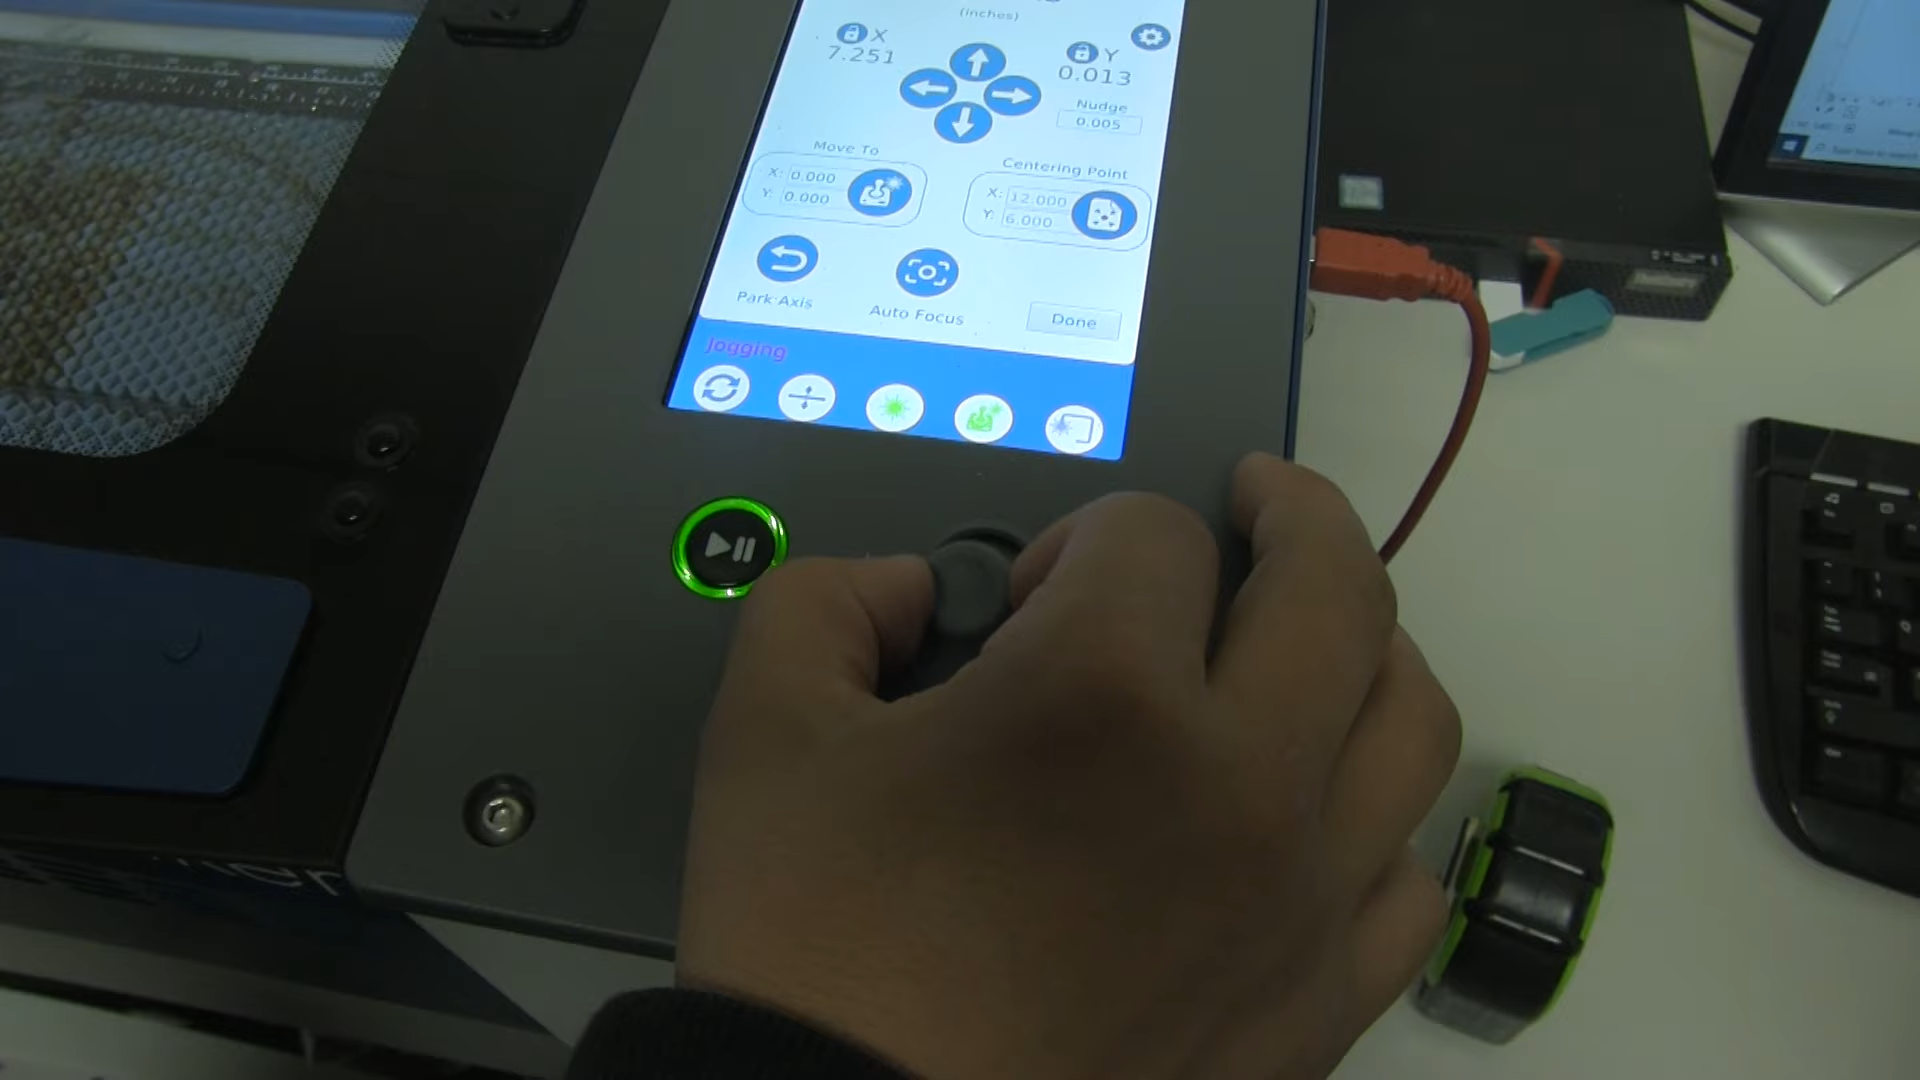 (inches)
X
7.251
Y
0.013
Nudge
0.005
Move To
X: 0.000
Y: 0.000
Centering Point
X: 12.000
Y: 6.000
Park Axis
Auto Focus
Done
Jogging